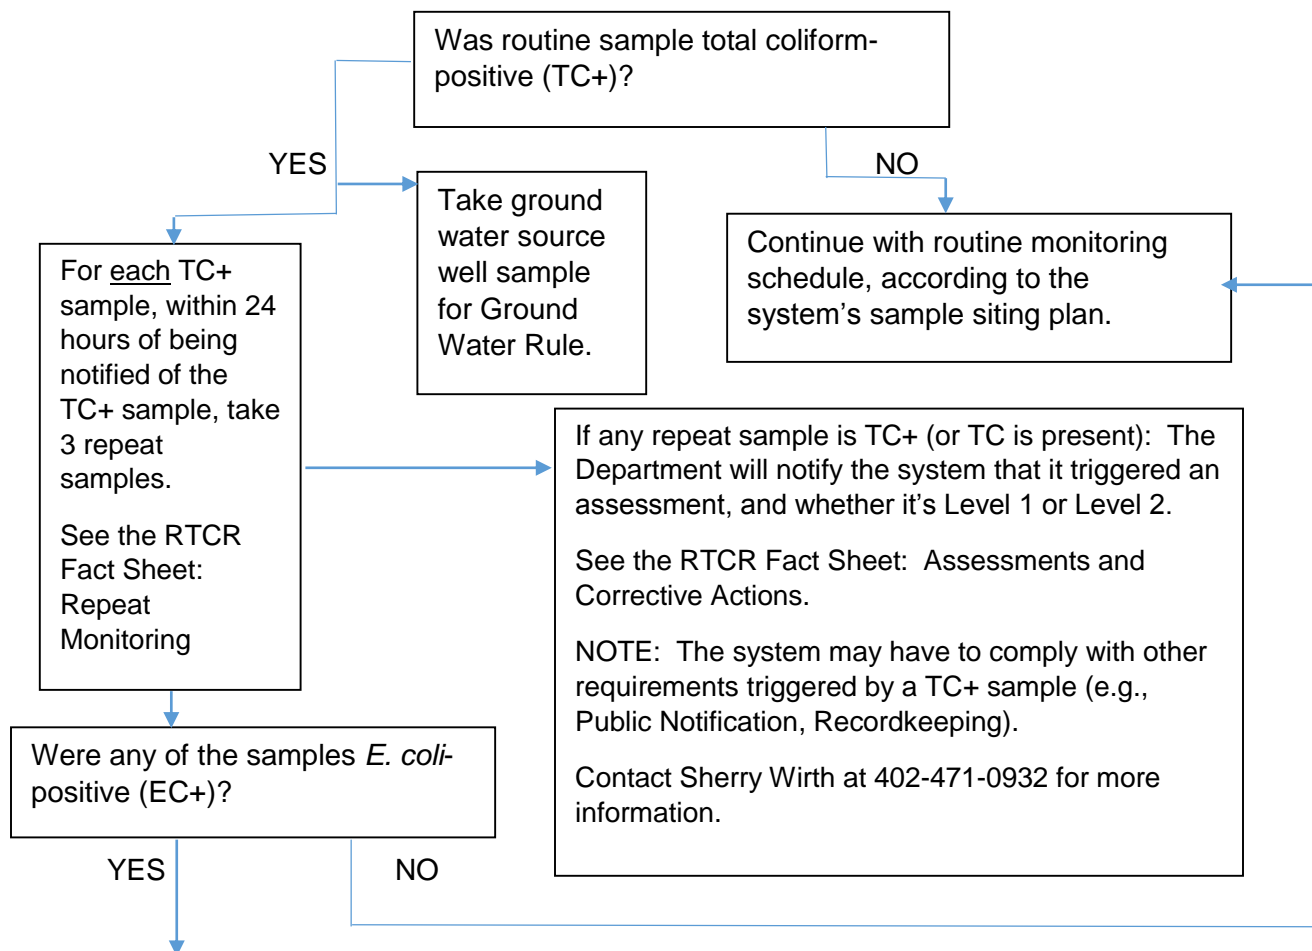 Was routine sample total coliform-
positive (TC+)?
YES
NO
Take ground
water source
well sample
for Ground
Water Rule.
Continue with routine monitoring
schedule, according to the
system's sample siting plan.
For each TC+
sample, within 24
hours of being
notified of the
TC+ sample, take
3 repeat
samples.
See the RTCR
Fact Sheet:
Repeat
Monitoring
If any repeat sample is TC+ (or TC is present):  The
Department will notify the system that it triggered an
assessment, and whether it's Level 1 or Level 2.
See the RTCR Fact Sheet:  Assessments and
Corrective Actions.
NOTE:  The system may have to comply with other
requirements triggered by a TC+ sample (e.g.,
Public Notification, Recordkeeping).
Contact Sherry Wirth at 402-471-0932 for more
information.
Were any of the samples E. coli-
positive (EC+)?
YES
NO